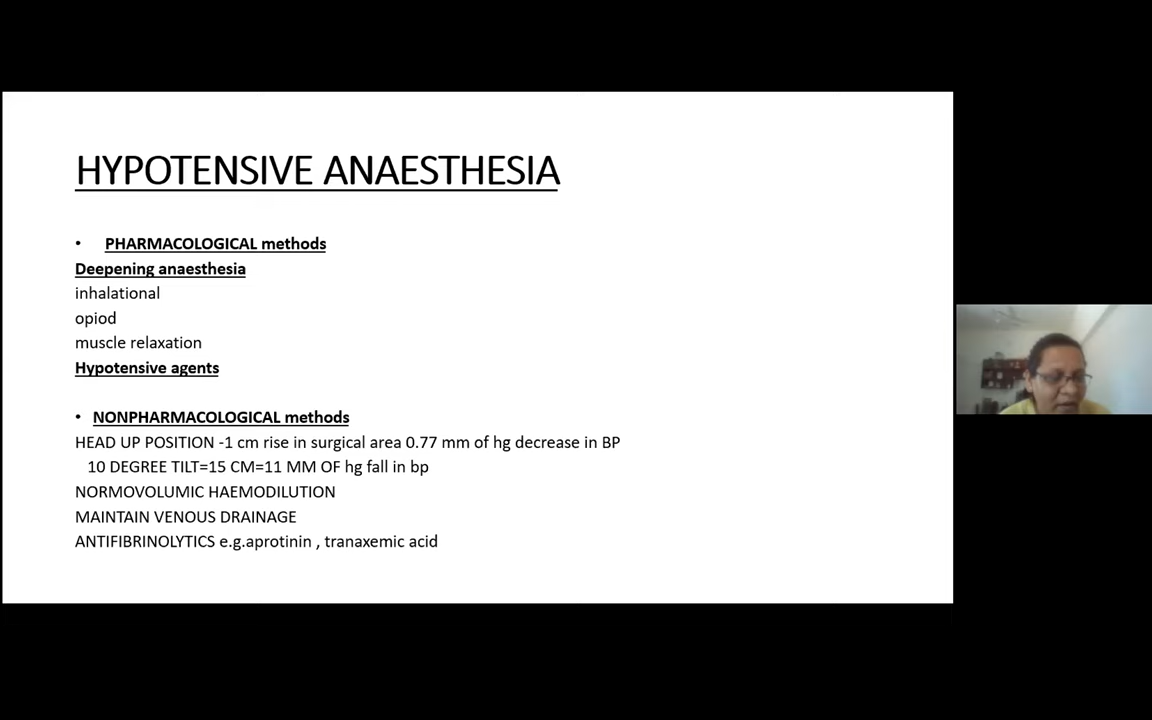 HYPOTENSIVE ANAESTHESIA
• PHARMACOLOGICAL methods
Deepening anaesthesia
inhalational
opiod
muscle relaxation
Hypotensive agents
• NONPHARMACOLOGICAL methods
HEAD UP POSITION -1 cm rise in surgical area 0.77 mm of hg decrease in BP
10 DEGREE TILT=15 CM=11 MM OF hg fall in bp
NORMOVOLUMIC HAEMODILUTION
MAINTAIN VENOUS DRAINAGE
ANTIFIBRINOLYTICS e.g.aprotinin , tranaxemic acid